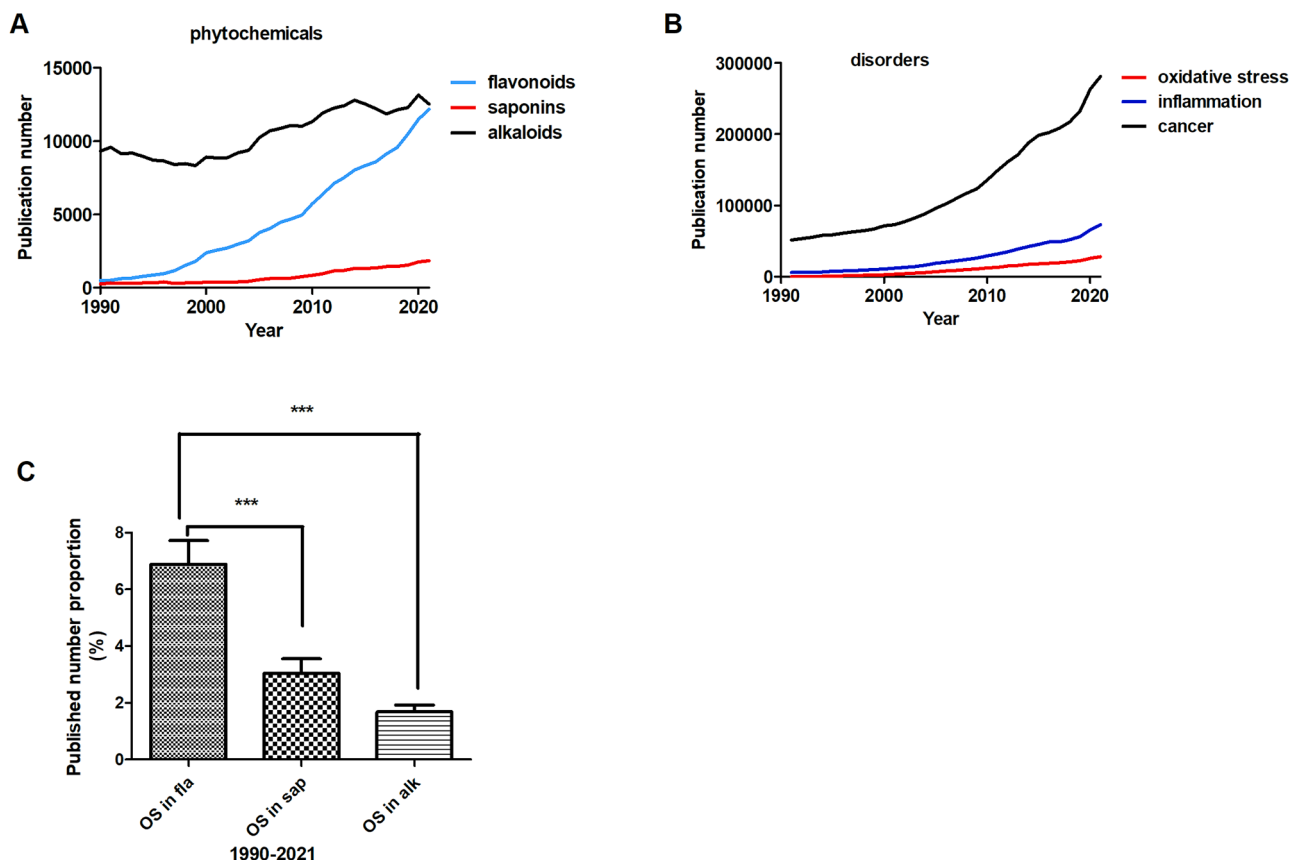 A
phytochemicals
15000
10000
5000
0
1990
2000
2010
2020
Publication number
Year
flavonoids
saponins
alkaloids
B
disorders
300000
200000
100000
0
1990
2000
2010
2020
Publication number
Year
oxidative stress
inflammation
cancer
C
***
***
Published number proportion
(%)
8
6
4
2
0
OS in fla
OS in sap
OS in alk
1990-2021